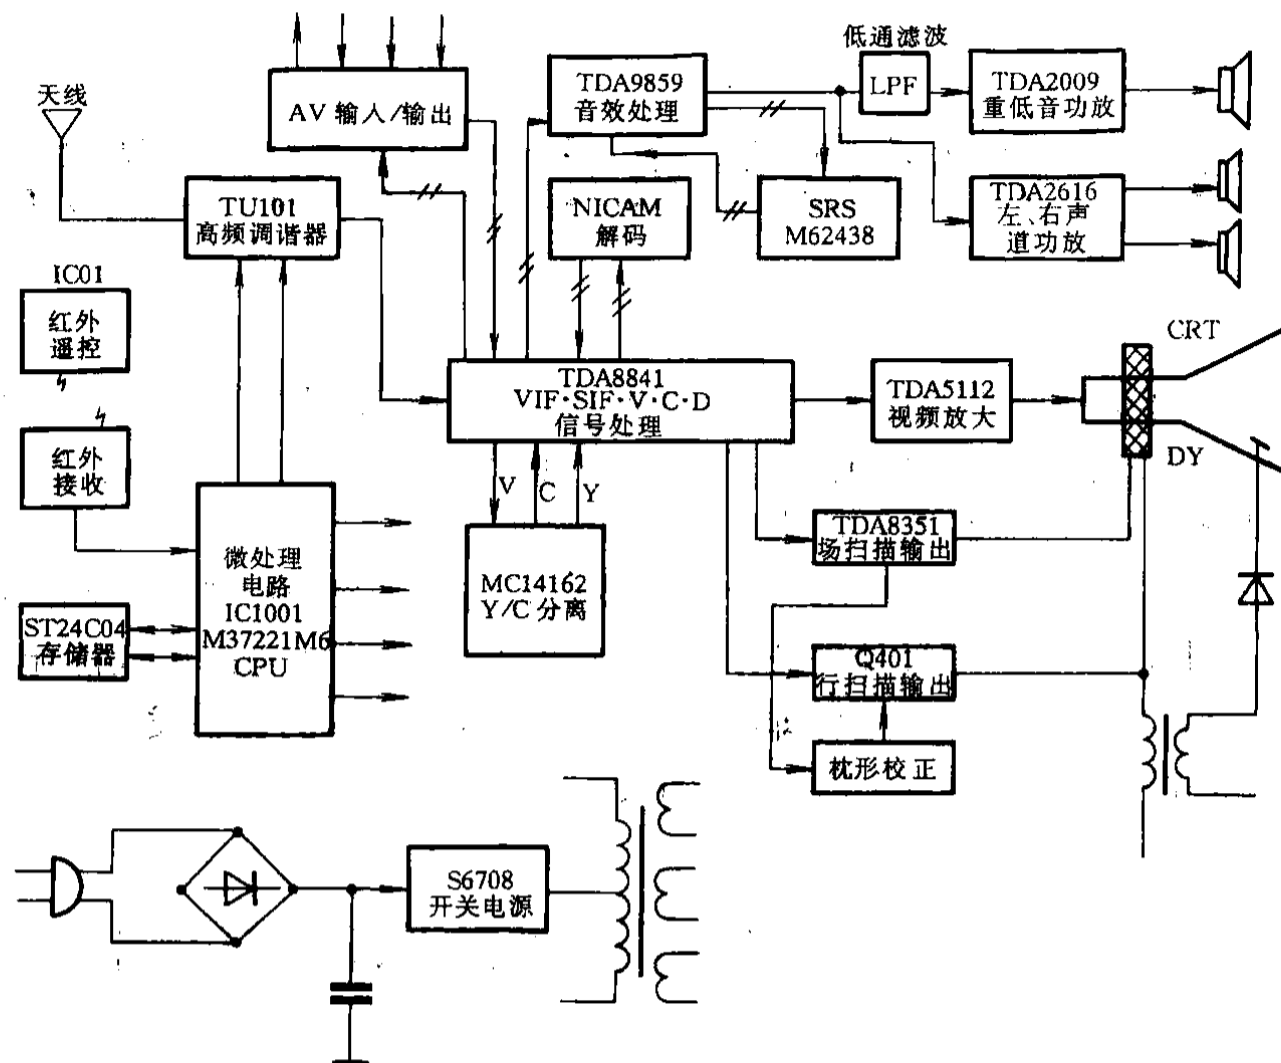 天线
AV 输入/输出
TDA9859
音效处理
低通滤波
LPF
TDA2009
重低音功放
TU101
高频调谐器
NICAM
解码
SRS
M62438
TDA2616
左、右声
道功放
IC01
红外
遥控
CRT
TDA8841
VIF·SIF·V·C·D
信号处理
TDA5112
视频放大
DY
红外
接收
V
C
Y
TDA8351
场扫描输出
微处理
电路
IC1001
M37221M6
CPU
MC14162
Y/C 分离
ST24C04
存储器
Q401
行扫描输出
枕形校正
S6708
开关电源